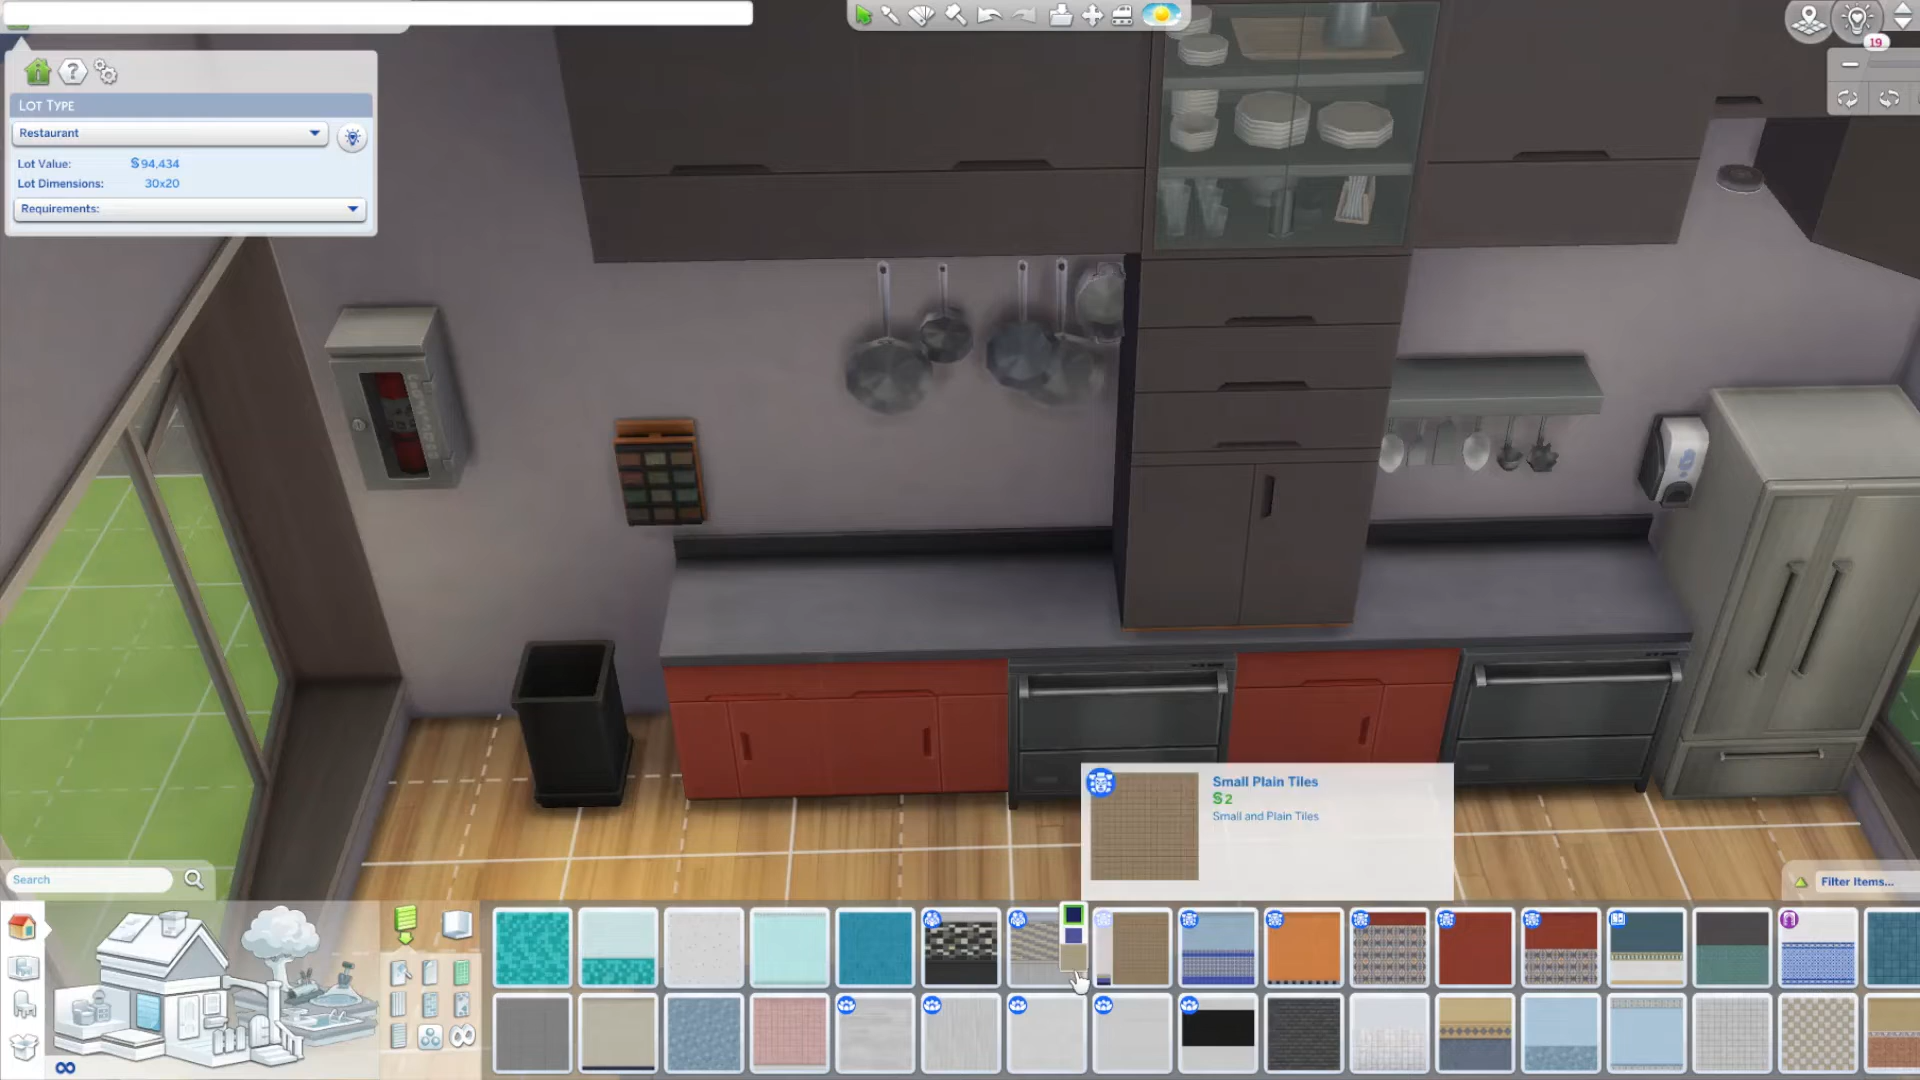 19
LOT TYPE
Restaurant
Lot Value: $94,434
Lot Dimensions: 30x20
Requirements:
Small Plain Tiles
$2
Small and Plain Tiles
Search
Filter Items...